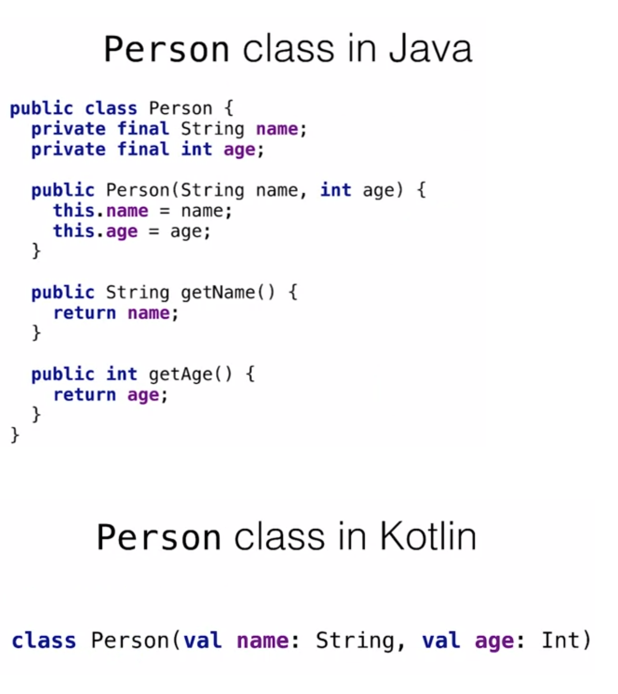 Person class in Java
public class Person {
  private final String name;
  private final int age;

  public Person(String name, int age) {
    this.name = name;
    this.age = age;
  }

  public String getName() {
    return name;
  }

  public int getAge() {
    return age;
  }
}
Person class in Kotlin
class Person(val name: String, val age: Int)